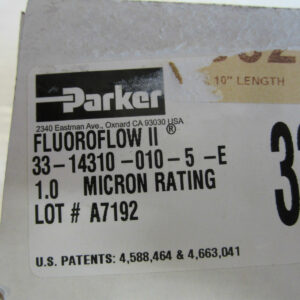 10" LENGTH
Parker
2340 Eastman Ave., Oxnard CA 93030 USA
FLUOROFLOW II ®
33-14310-010-5 -E
1.0 MICRON RATING
LOT # A7192
U.S. PATENTS: 4,588,464 & 4,663,041